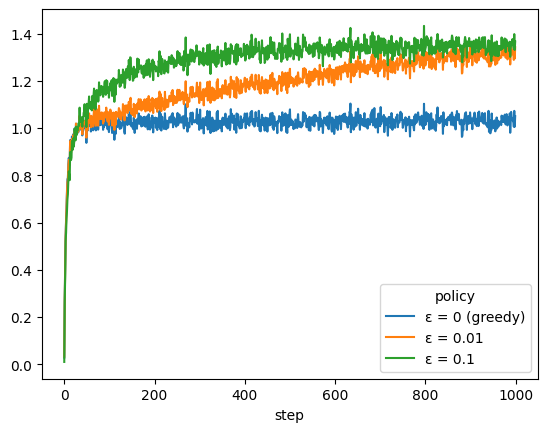 1.4
1.2
1.0
0.8
0.6
0.4
0.2
0.0
policy
ε = 0 (greedy)
ε = 0.01
ε = 0.1
0 200 400 600 800 1000
step